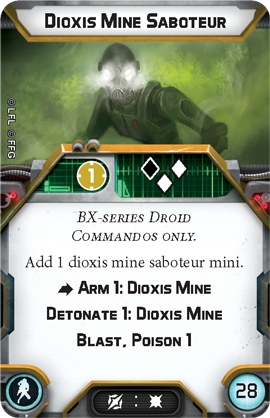 Dioxis Mine Saboteur
© LFL © FFG
1
BX-series Droid
Commandos only.
Add 1 dioxis mine saboteur mini.
Arm 1: Dioxis Mine
Detonate 1: Dioxis Mine
Blast, Poison 1
:
28